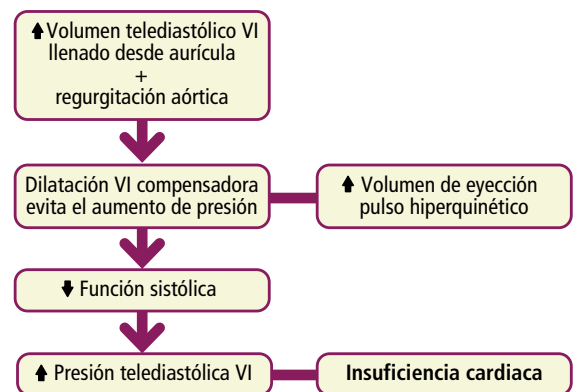 ⬆Volumen telediastólico VI
llenado desde aurícula
+
regurgitación aórtica
Dilatación VI compensadora
evita el aumento de presión
⬆ Volumen de eyección
pulso hiperquinético
⬇ Función sistólica
⬆ Presión telediastólica VI
Insuficiencia cardiaca